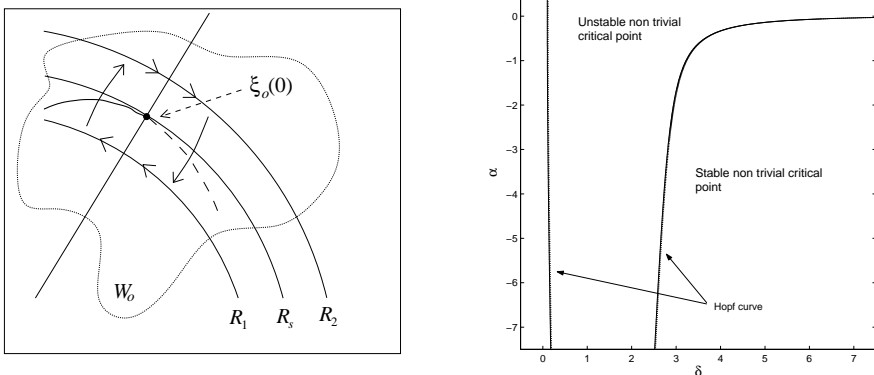 ξₒ(0)
Wₒ
R₁
Rₛ
R₂
Unstable non trivial
critical point
Stable non trivial critical
point
Hopf curve
α
0
−1
−2
−3
−4
−5
−6
−7
0 1 2 3 4 5 6 7
δ